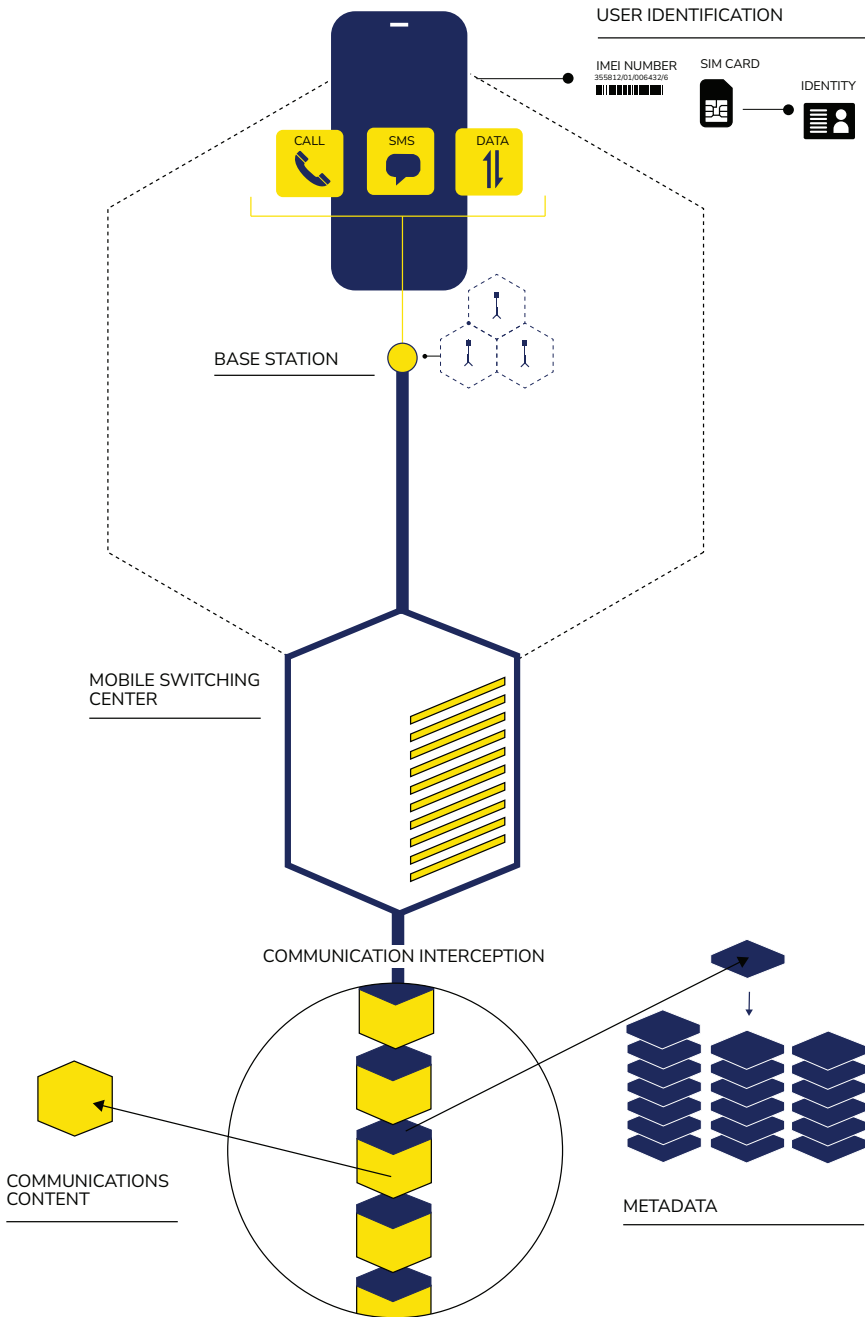 USER IDENTIFICATION
IMEI NUMBER
355812/01/006432/6
SIM CARD
IDENTITY
CALL
SMS
DATA
BASE STATION
MOBILE SWITCHING
CENTER
COMMUNICATION INTERCEPTION
COMMUNICATIONS
CONTENT
METADATA